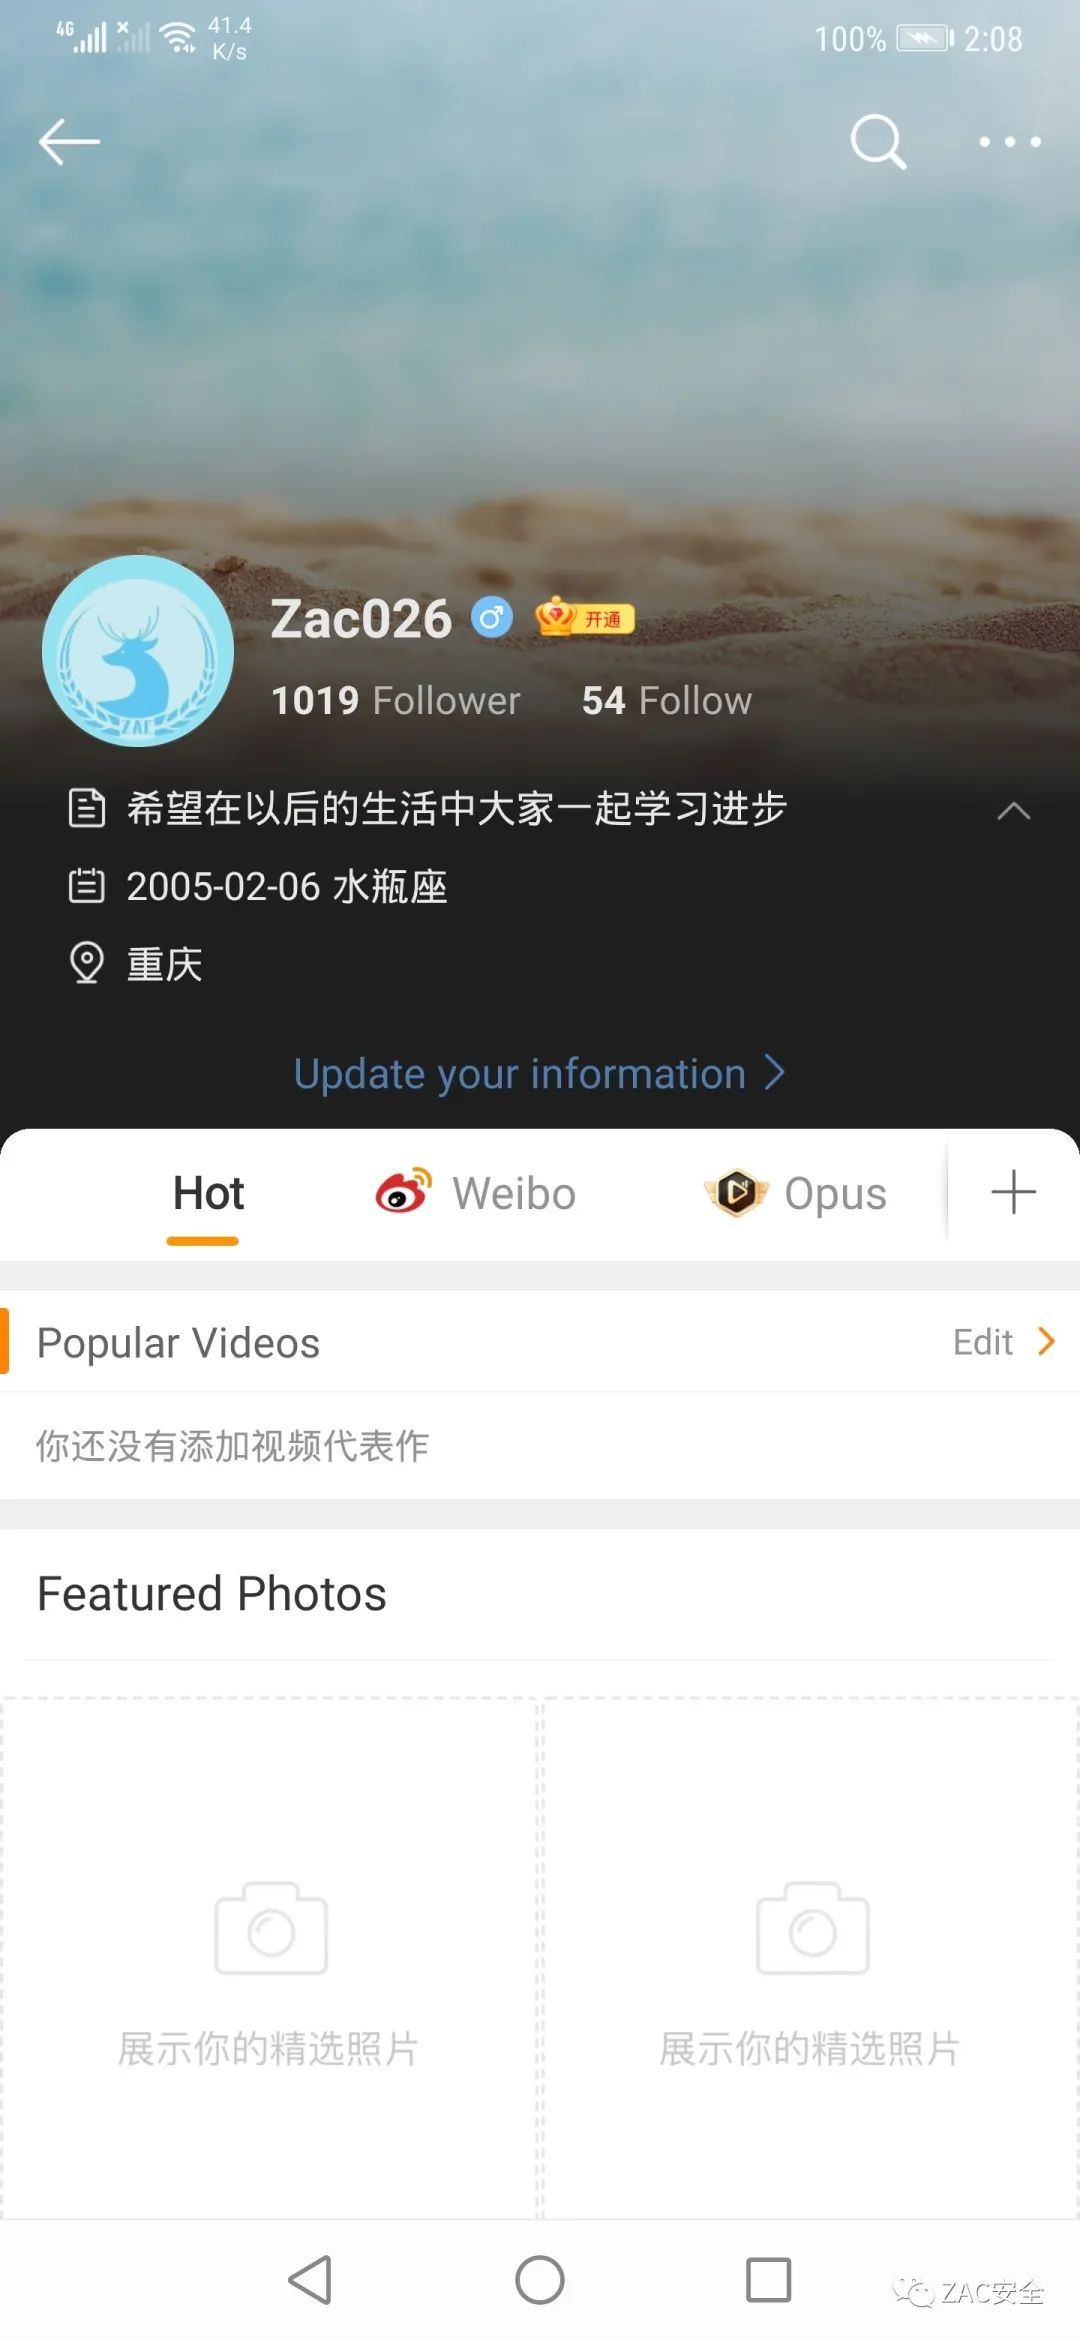 4G 41.4 K/s 100% 2:08
Zac026 开通
1019 Follower 54 Follow
ZAC
希望在以后的生活中大家一起学习进步
2005-02-06 水瓶座
重庆
Update your information
Hot Weibo Opus
Popular Videos Edit
你还没有添加视频代表作
Featured Photos
展示你的精选照片 展示你的精选照片
ZAC安全